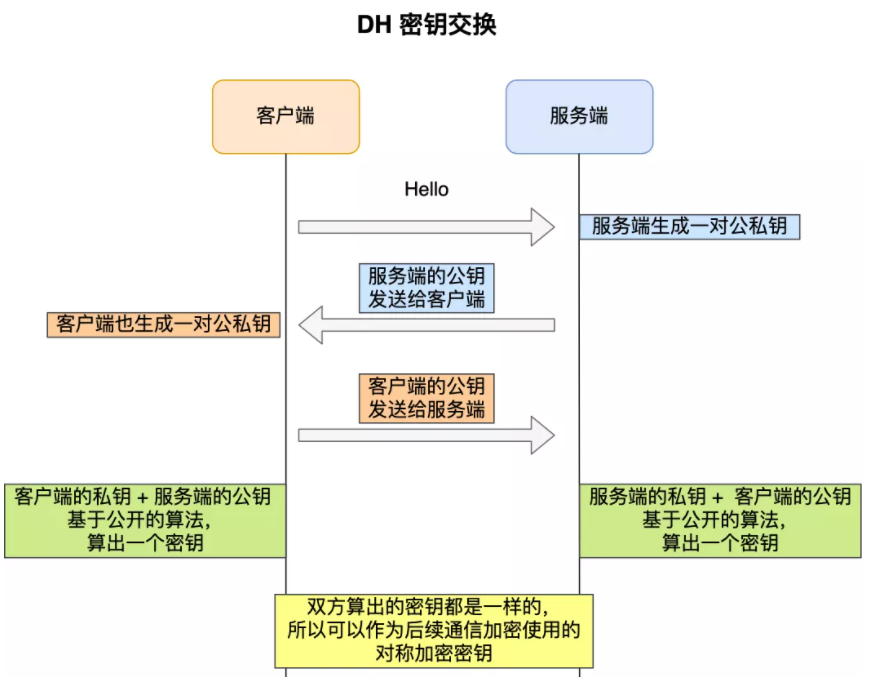 DH 密钥交换
客户端
服务端
Hello
服务端生成一对公私钥
服务端的公钥
发送给客户端
客户端也生成一对公私钥
客户端的公钥
发送给服务端
客户端的私钥 + 服务端的公钥
基于公开的算法,
算出一个密钥
服务端的私钥 + 客户端的公钥
基于公开的算法,
算出一个密钥
双方算出的密钥都是一样的,
所以可以作为后续通信加密使用的
对称加密密钥